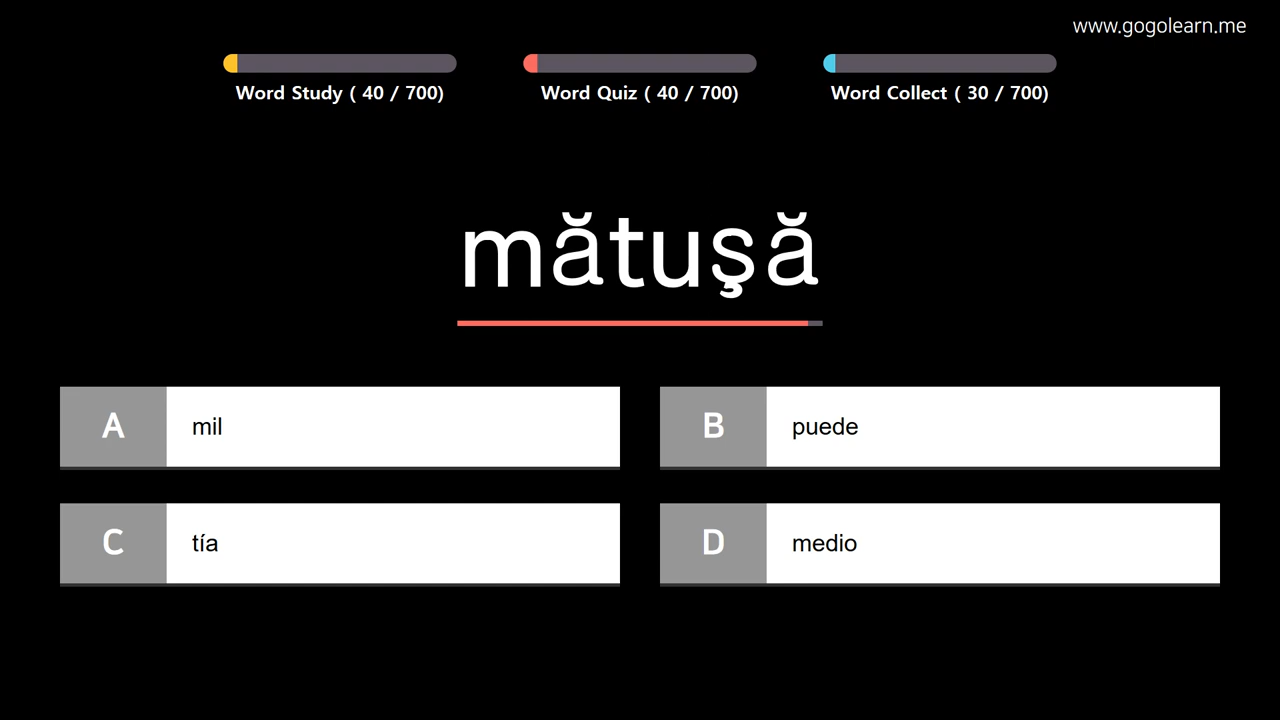 www.gogolearn.me
Word Study ( 40 / 700)
Word Quiz ( 40 / 700)
Word Collect ( 30 / 700)
mătuşă
A mil
B puede
C tía
D medio